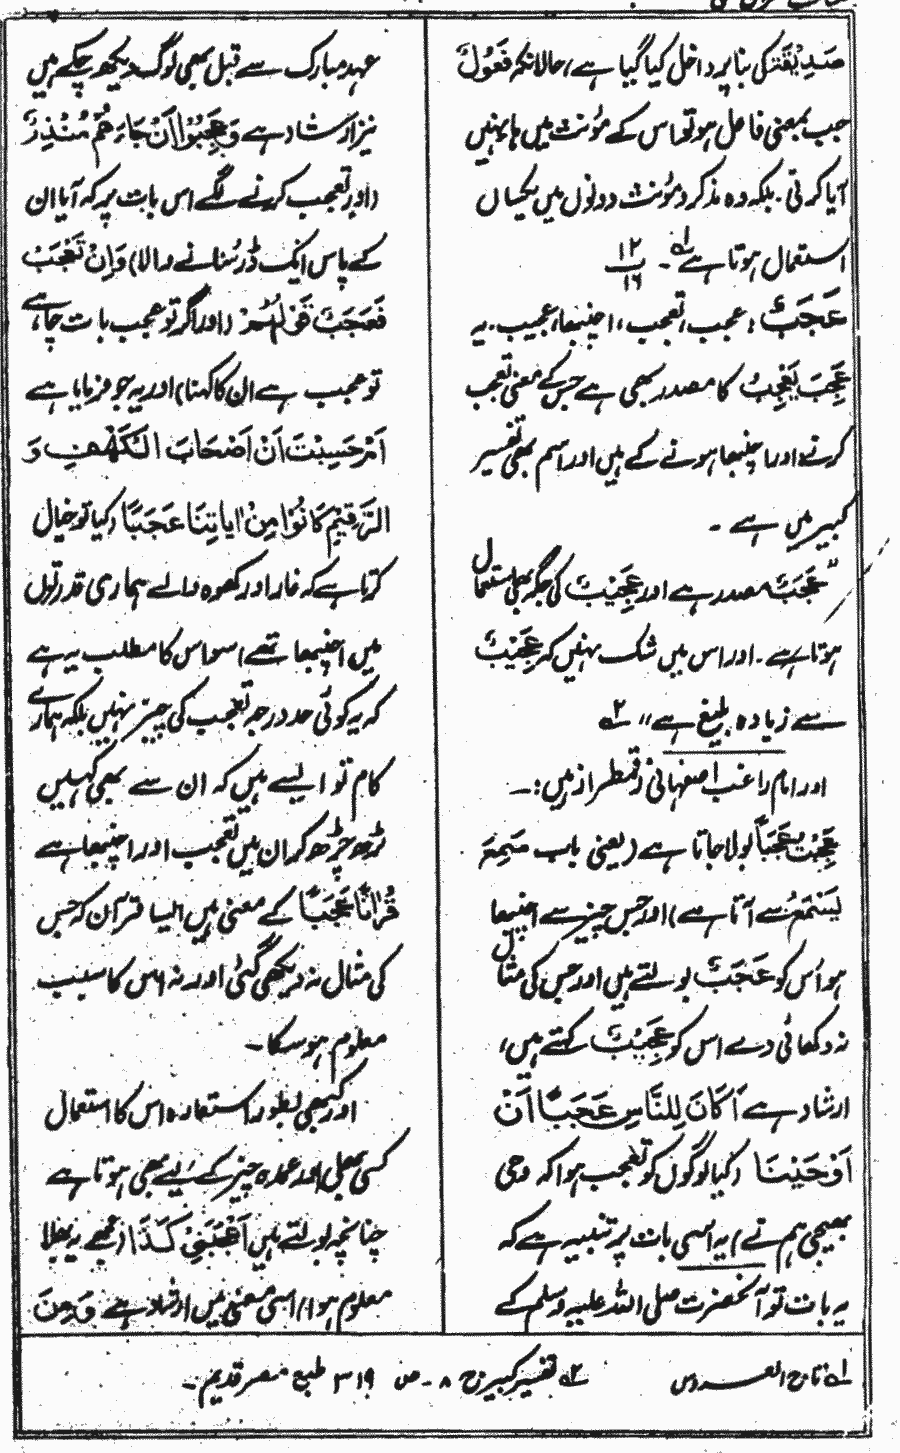 صَدِيْقَتٌ کی بنا پر داخل کیا گیا ہے، حالانکہ فَعُوْلٌ
جب بمعنی فاعل ہو تو اس کے مؤنث میں ہا نہیں
آیا کرتی۔ بلکہ وہ مذکر و مؤنث دونوں میں یکساں
استعمال ہوتا ہے لہ ۔ ۱۲/۱۶
عَجَبٌ: عجب، تعجب، اچنبھا، عجیب۔ یہ
عَجِبَ یَعْجَبُ کا مصدر بھی ہے جس کے معنی تعجب
کرنے اور اچنبھا ہونے کے ہیں اور اسم بھی تفسیر
کبیر میں ہے ۔
"عَجَبٌ مصدر ہے اور عَجِیْبٌ کی جگہ بھی استعمال
ہوتا ہے۔ اور اس میں شک نہیں کہ عَجِیْبٌ
سے زیادہ بلیغ ہے" ۲ہ
اور امام راغب اصفہانی رقمطراز ہیں :۔
عَجِبْتُ عَجَبًا بولا جاتا ہے (یعنی باب سَمِعَ
یَسْمَعُ سے آتا ہے) اور جس چیز سے اچنبھا
ہو اُس کو عَجَبٌ بولتے ہیں اور جس کی مثال
نہ دکھائی دے اس کو عَجِیْبٌ کہتے ہیں،
ارشاد ہے أَكَانَ لِلنَّاسِ عَجَبًا أَنْ
أَوْحَيْنَا (کیا لوگوں کو تعجب ہوا کہ وحی
بھیجی ہم نے) یہ اسی بات پر تنبیہ ہے کہ
یہ بات تو آنحضرت صلی اللہ علیہ وسلم کے
عہد مبارک سے قبل بھی لوگ دیکھ چکے ہیں
نیز ارشاد ہے وَعَجِبُوْا أَنْ جَاءَهُمْ مُنْذِرٌ
(اور تعجب کرنے لگے اس بات پر کہ آیا ان
کے پاس ایک ڈر سُنانے والا) وَإِنْ تَعْجَبْ
فَعَجَبٌ قَوْلُهُمْ (اور اگر تو عجب بات چاہے،
تو عجب ہے ان کا کہنا) اور یہ جو فرمایا ہے
أَمْ حَسِبْتَ أَنَّ أَصْحَابَ الْكَهْفِ وَ
الرَّقِيْمِ كَانُوْا مِنْ اٰيَاتِنَا عَجَبًا (کیا تو خیال
کرتا ہے کہ غار اور کھوہ والے ہماری قدرتوں
میں اچنبھا تھے) سو اس کا مطلب یہ ہے
کہ یہ کوئی حد درجہ تعجب کی چیز نہیں بلکہ ہمارے
کام تو ایسے ہیں کہ ان سے بھی کہیں
بڑھ چڑھ کر ان میں تعجب اور اچنبھا ہے
قُرْاٰنًا عَجَبًا کے معنی ہیں ایسا قرآن کہ جس
کی مثال نہ دیکھی گئی اور نہ اس کا سبب
معلوم ہو سکا۔
اور کبھی بطور استعارہ اس کا استعمال
کسی بھلی اور عمدہ چیز کے لیے بھی ہوتا ہے
چنانچہ بولتے ہیں أَعْجَبَنِيْ كَذَا (مجھے یہ بھلا
معلوم ہوا) اسی معنی میں ارشاد ہے وَمِنَ
لہ تاج العروس ۲ہ تفسیر کبیر ج ۸۔ ص ۳۱۹ طبع مصر قدیم۔